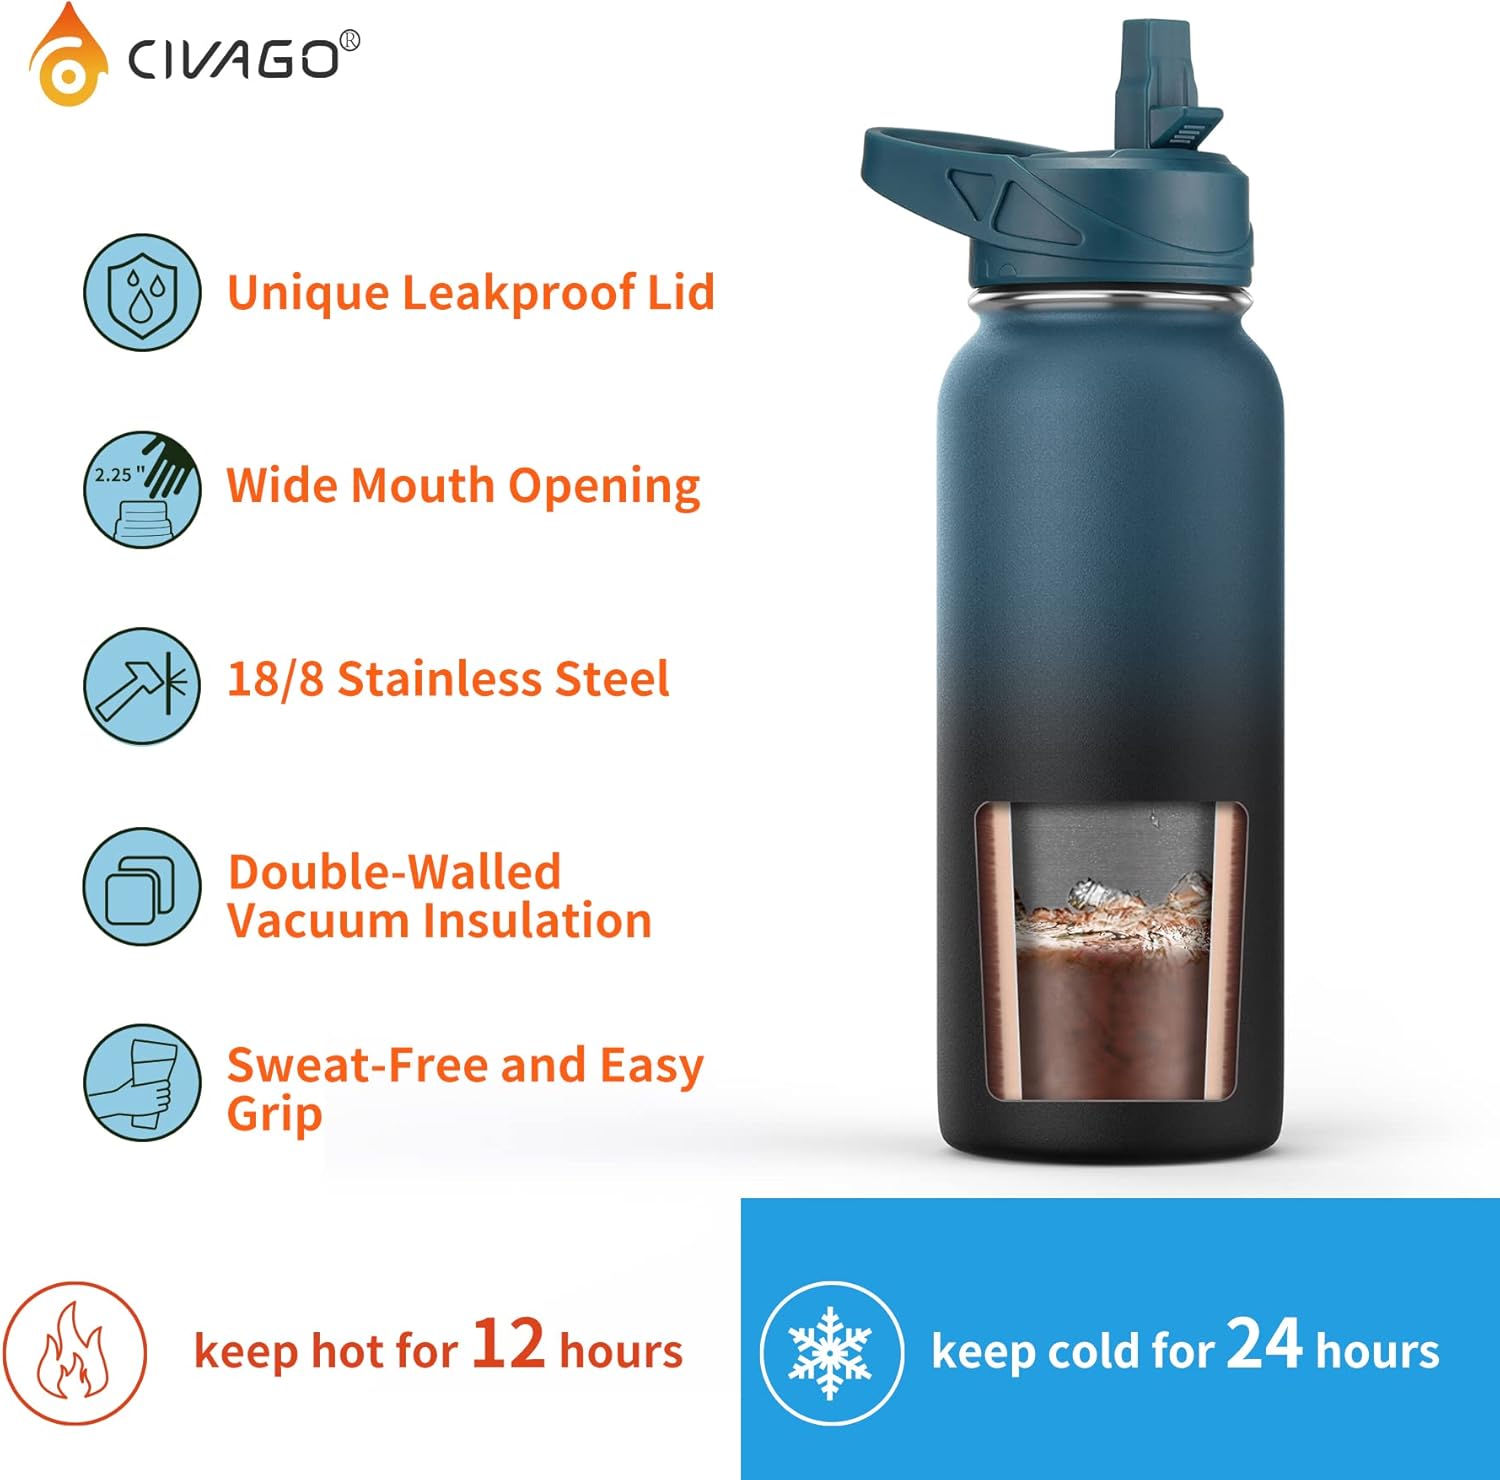 CIVAGO®
Unique Leakproof Lid
2.25 "
Wide Mouth Opening
18/8 Stainless Steel
Double-Walled
Vacuum Insulation
Sweat-Free and Easy
Grip
keep hot for 12 hours
keep cold for 24 hours